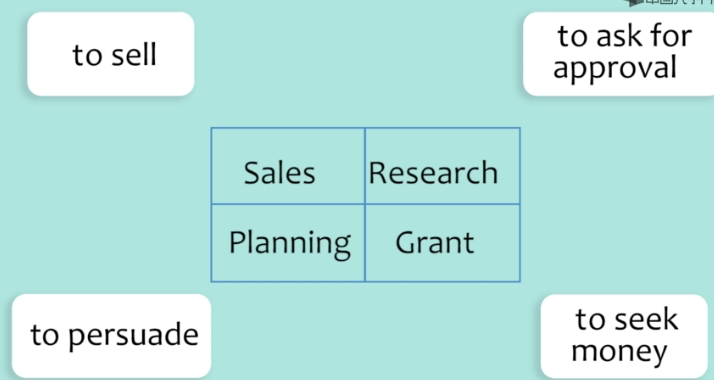 to sell
to ask for
approval
Sales
Research
Planning
Grant
to persuade
to seek
money